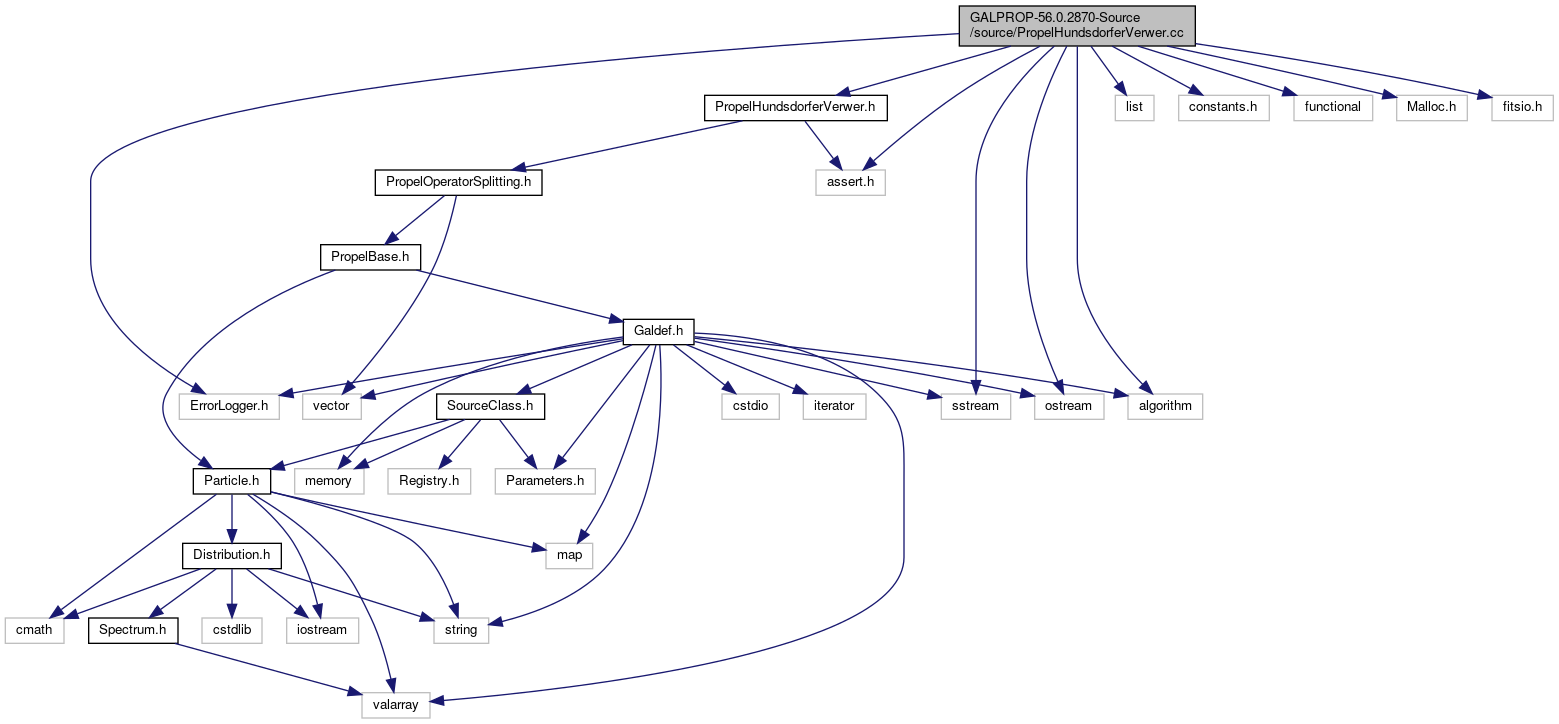 GALPROP-56.0.2870-Source
/source/PropelHundsdorferVerwer.cc
PropelHundsdorferVerwer.h
list
constants.h
functional
Malloc.h
fitsio.h
PropelOperatorSplitting.h
assert.h
PropelBase.h
Galdef.h
ErrorLogger.h
vector
SourceClass.h
cstdio
iterator
sstream
ostream
algorithm
Particle.h
memory
Registry.h
Parameters.h
Distribution.h
map
cmath
Spectrum.h
cstdlib
iostream
string
valarray